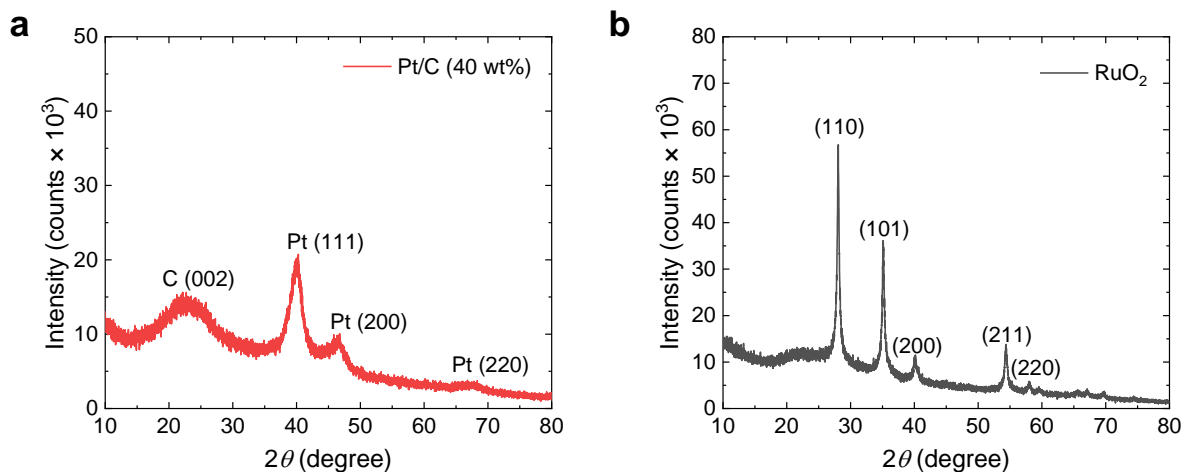 a
Pt/C (40 wt%)
Pt (111)
C (002)
Pt (200)
Pt (220)
Intensity (counts × 10³)
50
40
30
20
10
0
10 20 30 40 50 60 70 80
2θ (degree)
b
RuO₂
(110)
(101)
(200)
(211)
(220)
Intensity (counts × 10³)
80
70
60
50
40
30
20
10
0
10 20 30 40 50 60 70 80
2θ (degree)